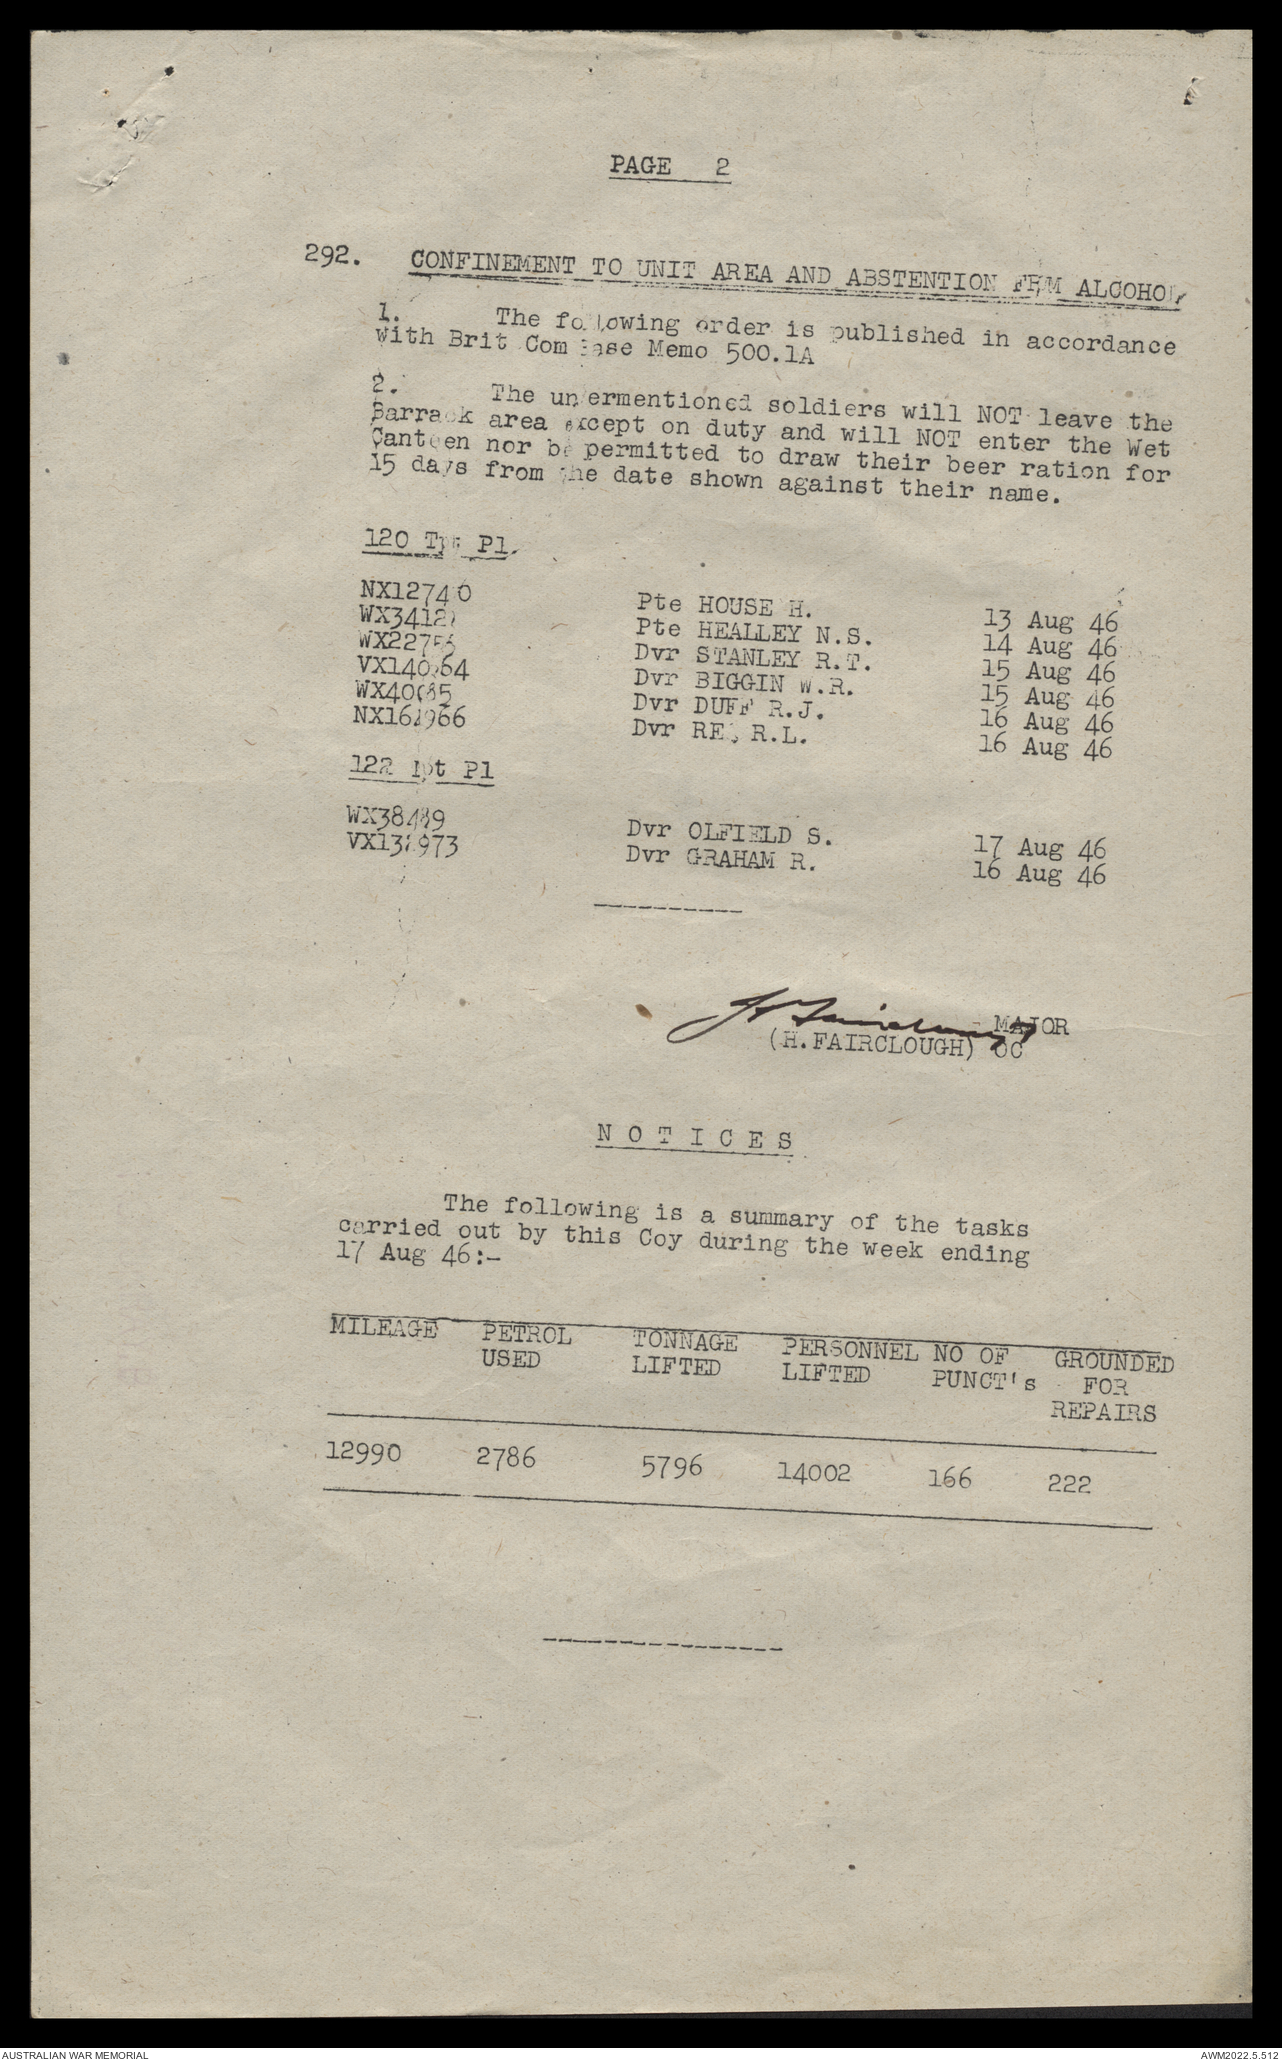 PAGE 2
292. CONFINEMENT TO UNIT AREA AND ABSTENTION FRM ALCOHOL
1. The following order is published in accordance
with Brit Com Base Memo 500.1A
2. The undermentioned soldiers will NOT leave the
Barrack area except on duty and will NOT enter the Wet
Canteen nor be permitted to draw their beer ration for
15 days from the date shown against their name.
120 Tpt Pl.
NX12740 Pte HOUSE H. 13 Aug 46
Pte HEALLEY N.S. 14 Aug 46
Dvr STANLEY R.T. 15 Aug 46
Dvr BIGGIN W.R. 15 Aug 46
Dvr DUFF R.J. 16 Aug 46
Dvr R.L. 16 Aug 46
122 Tpt Pl
Dvr OLFIELD S. 17 Aug 46
Dvr GRAHAM R. 16 Aug 46
----------
H Fairclough - MAJOR
(H.FAIRCLOUGH) OC
N O T I C E S
The following is a summary of the tasks
carried out by this Coy during the week ending
17 Aug 46:-
MILEAGE PETROL TONNAGE PERSONNEL NO OF GROUNDED
USED LIFTED LIFTED PUNCT's FOR
REPAIRS
12990 2786 5796 14002 166 222
----------------
AUSTRALIAN WAR MEMORIAL AWM2022.5.512